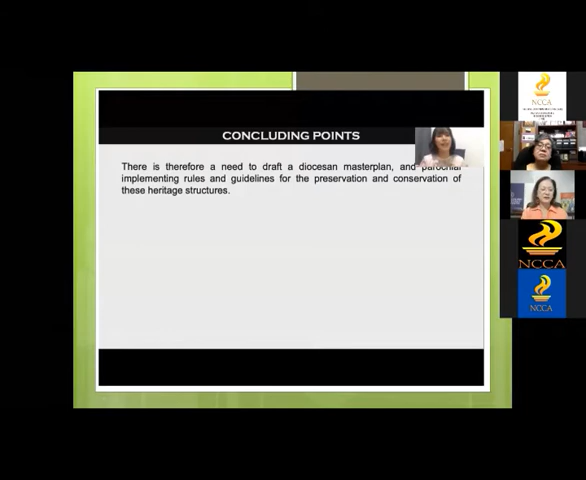 CONCLUDING POINTS
There is therefore a need to draft a diocesan masterplan, and parochial
implementing rules and guidelines for the preservation and conservation of
these heritage structures.
NCCA
NCCA
NCCA